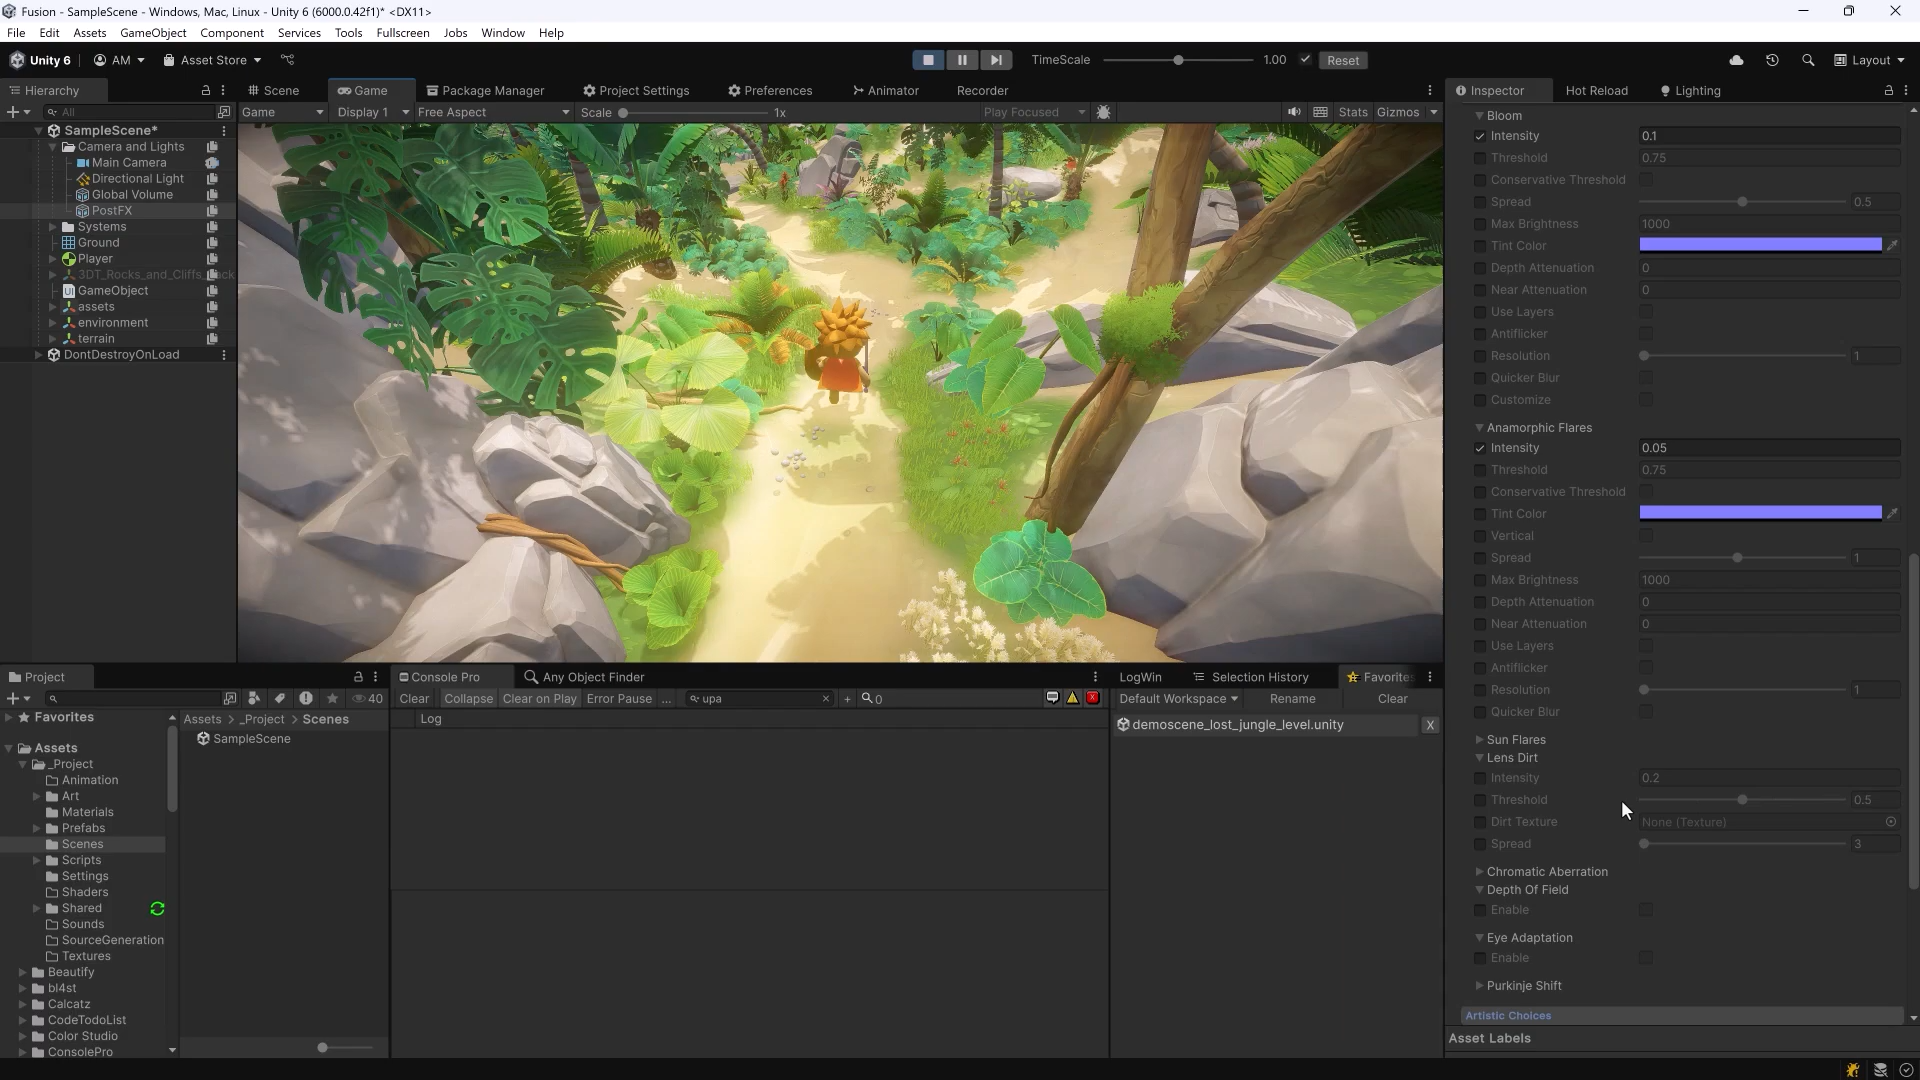 Fusion - SampleScene - Windows, Mac, Linux - Unity 6 (6000.0.42f1)* <DX11>
File Edit Assets GameObject Component Services Tools Fullscreen Jobs Window Help
Unity 6 AM Asset Store TimeScale 1.00 Reset Layout
Hierarchy Scene Game Package Manager Project Settings Preferences Animator Recorder Inspector Hot Reload Lighting
All Game Display 1 Free Aspect Scale 1x Play Focused Stats Gizmos
SampleScene*
Camera and Lights
Main Camera
Directional Light
Global Volume
PostFX
Systems
Ground
Player
3DT_Rocks_and_Cliffs_
GameObject
assets
environment
terrain
DontDestroyOnLoad
Bloom
Intensity 0.1
Threshold 0.75
Conservative Threshold
Spread 0.5
Max Brightness 1000
Tint Color
Depth Attenuation 0
Near Attenuation 0
Use Layers
Antiflicker
Resolution 1
Quicker Blur
Customize
Anamorphic Flares
Intensity 0.05
Threshold 0.75
Conservative Threshold
Tint Color
Vertical
Spread 1
Max Brightness 1000
Depth Attenuation 0
Near Attenuation 0
Use Layers
Antiflicker
Resolution 1
Quicker Blur
Sun Flares
Lens Dirt
Intensity 0.2
Threshold 0.5
Dirt Texture None (Texture)
Spread 3
Chromatic Aberration
Depth Of Field
Enable
Eye Adaptation
Enable
Purkinje Shift
Artistic Choices
Asset Labels
Project
40
Favorites
Assets
_Project
Animation
Art
Materials
Prefabs
Scenes
Scripts
Settings
Shaders
Shared
Sounds
SourceGeneration
Textures
Beautify
bl4st
Calcatz
CodeTodoList
Color Studio
ConsolePro
Assets > _Project > Scenes
SampleScene
Console Pro Any Object Finder
Clear Collapse Clear on Play Error Pause ... upa x + 0
Log
LogWin Selection History Favorites
Default Workspace Rename Clear
demoscene_lost_jungle_level.unity X